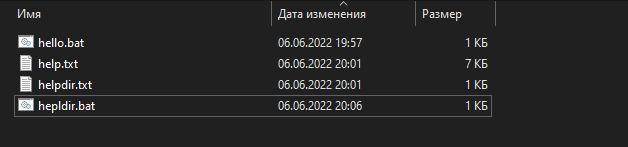 Имя Дата изменения Размер
hello.bat 06.06.2022 19:57 1 КБ
help.txt 06.06.2022 20:01 7 КБ
helpdir.txt 06.06.2022 20:01 1 КБ
hepldir.bat 06.06.2022 20:06 1 КБ